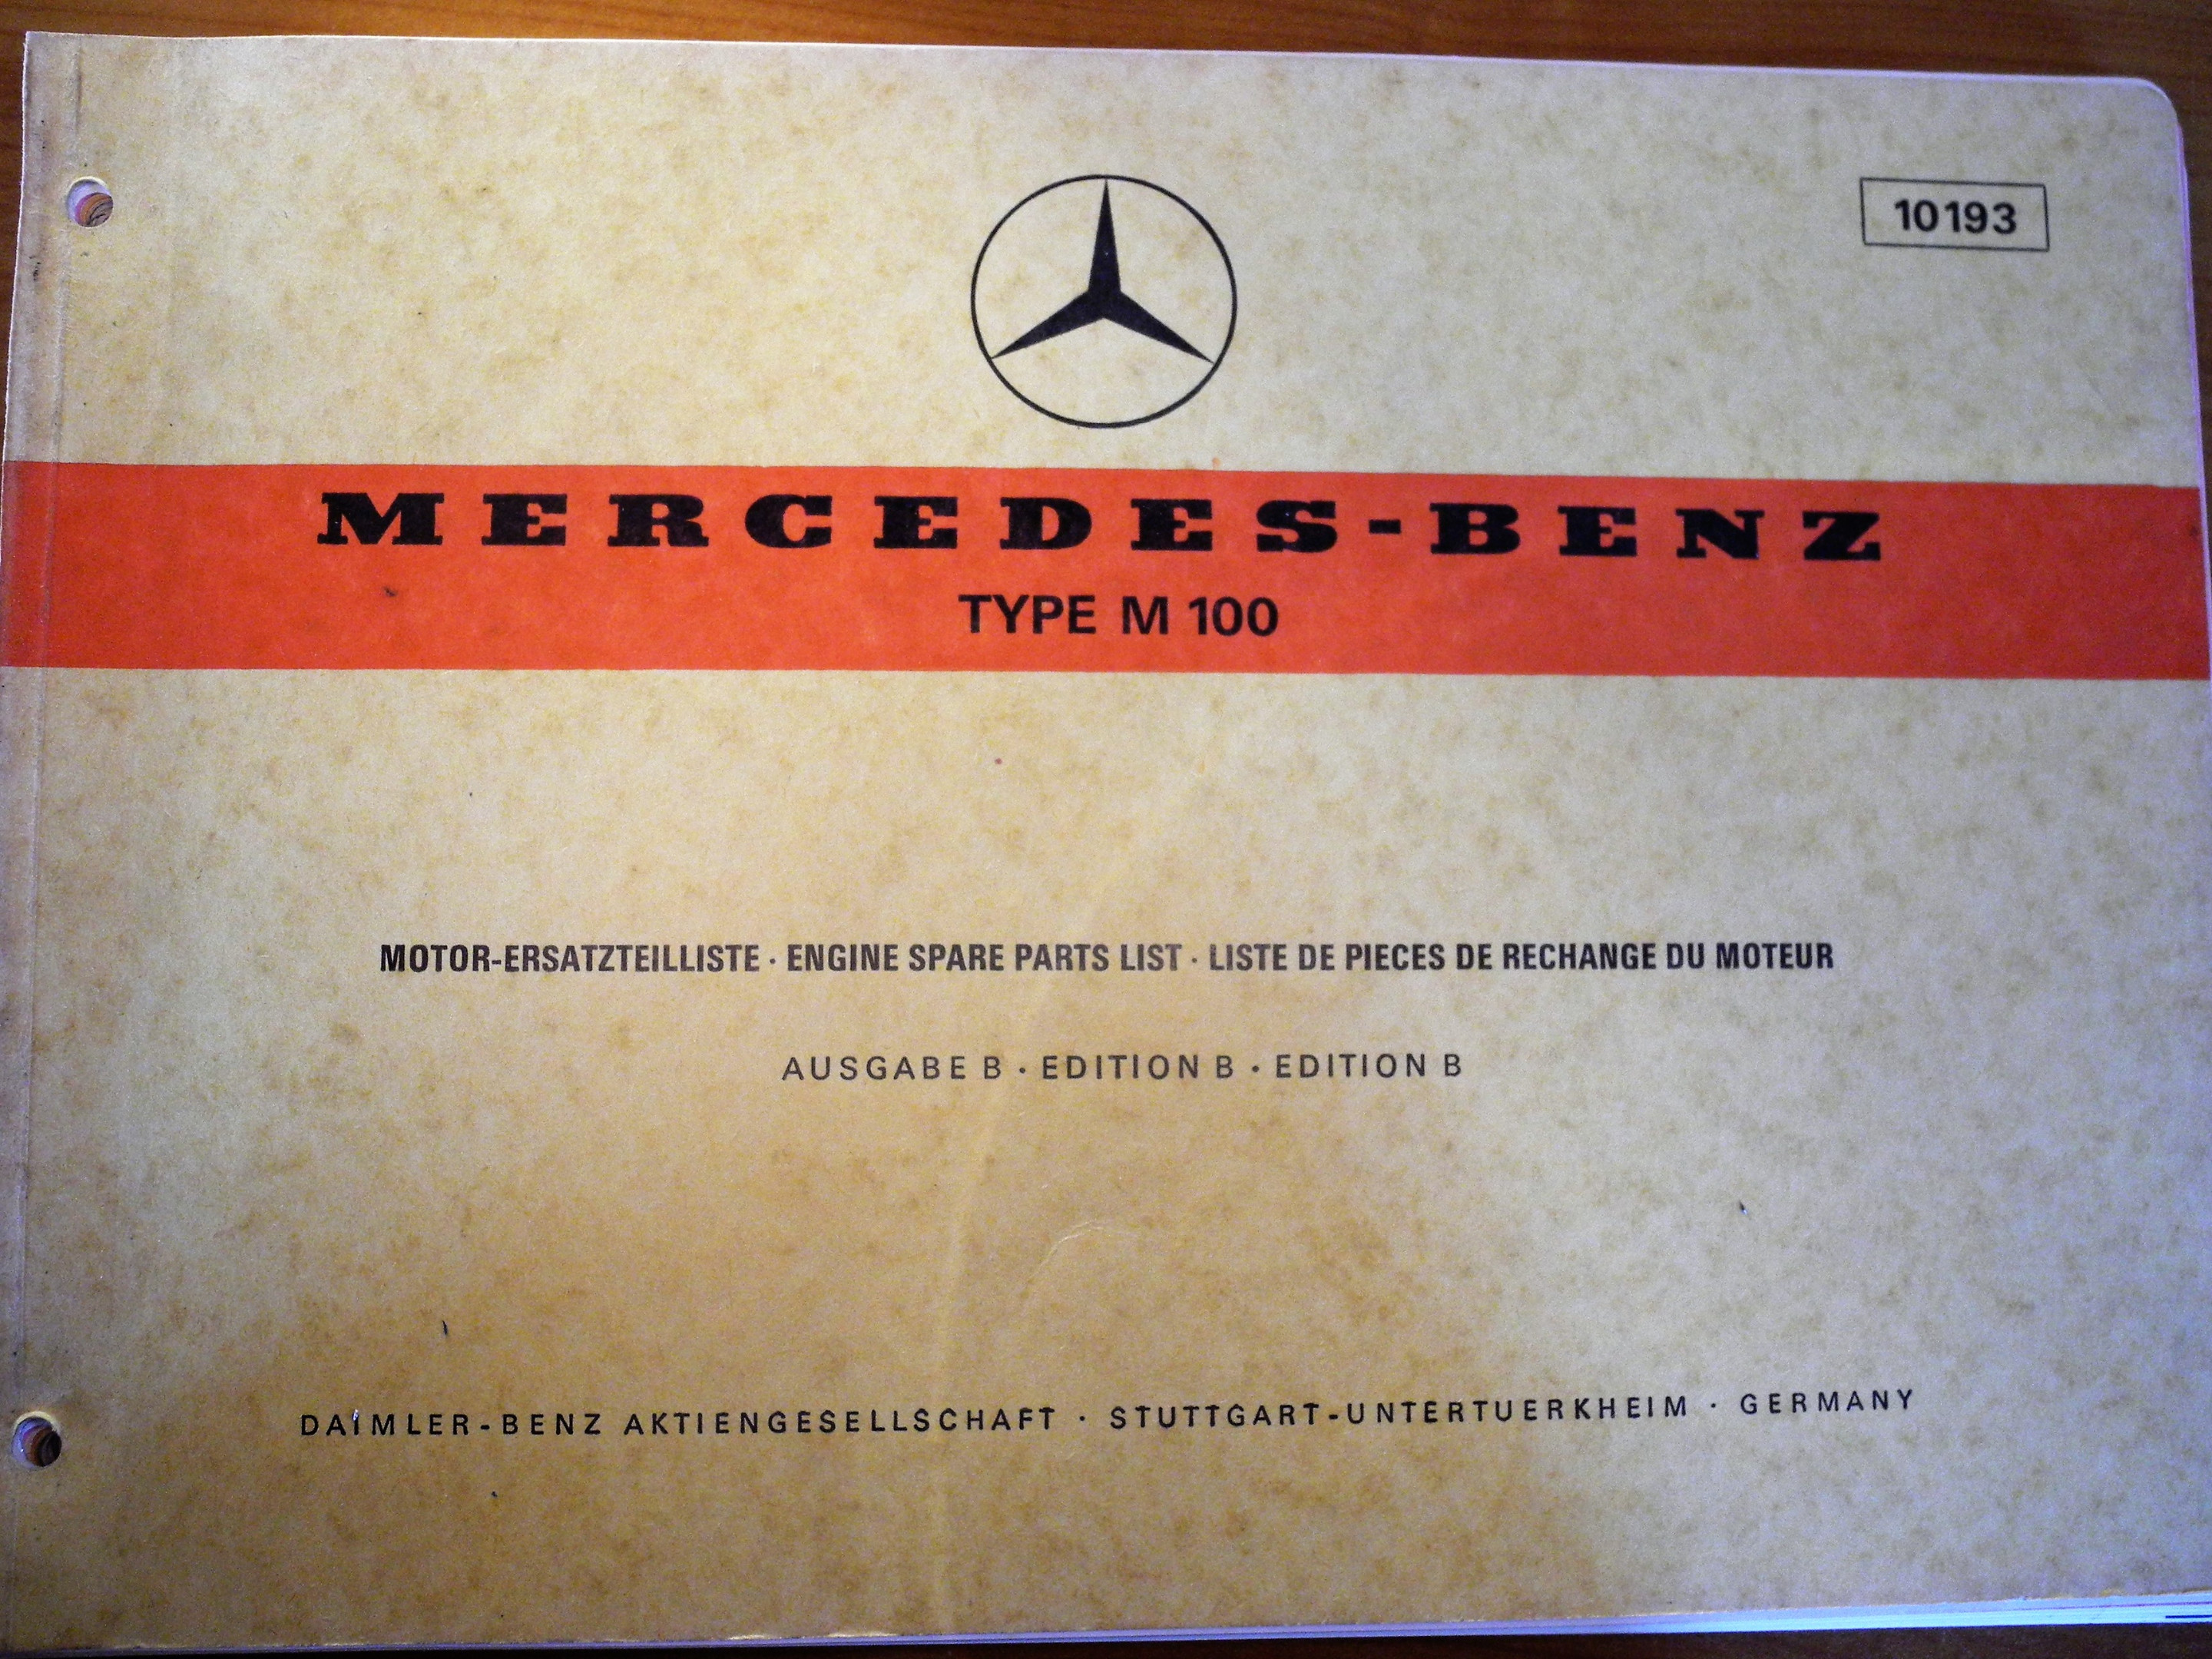 10193
MERCEDES-BENZ
TYPE M 100
MOTOR-ERSATZTEILLISTE · ENGINE SPARE PARTS LIST · LISTE DE PIECES DE RECHANGE DU MOTEUR
AUSGABE B · EDITION B · EDITION B
DAIMLER-BENZ AKTIENGESELLSCHAFT · STUTTGART-UNTERTUERKHEIM · GERMANY